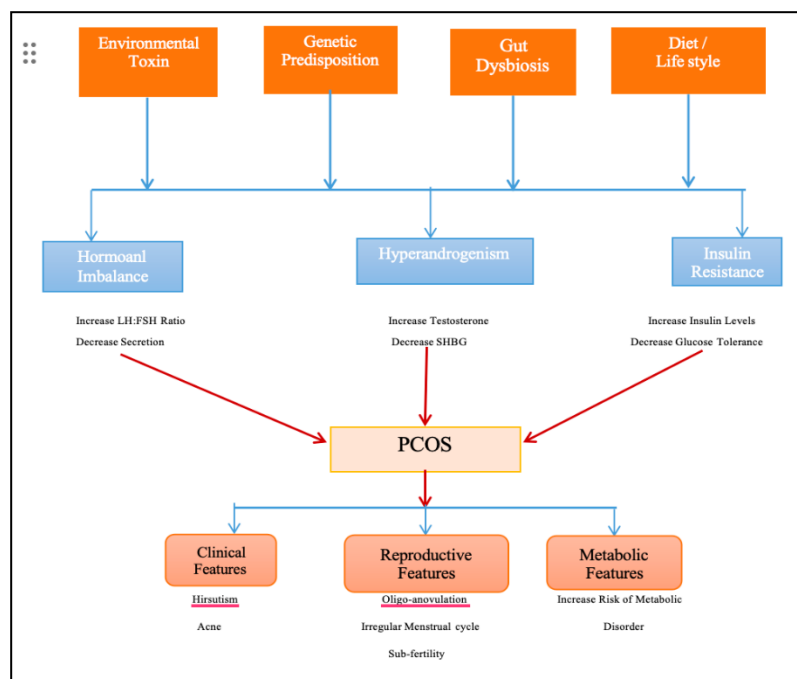 Environmental
Toxin
Genetic
Predisposition
Gut
Dysbiosis
Diet /
Life style
Hormoanl
Imbalance
Hyperandrogenism
Insulin
Resistance
Increase LH:FSH Ratio
Decrease Secretion
Increase Testosterone
Decrease SHBG
Increase Insulin Levels
Decrease Glucose Tolerance
PCOS
Clinical
Features
Reproductive
Features
Metabolic
Features
Hirsutism
Acne
Oligo-anovulation
Irregular Menstrual cycle
Sub-fertility
Increase Risk of Metabolic
Disorder